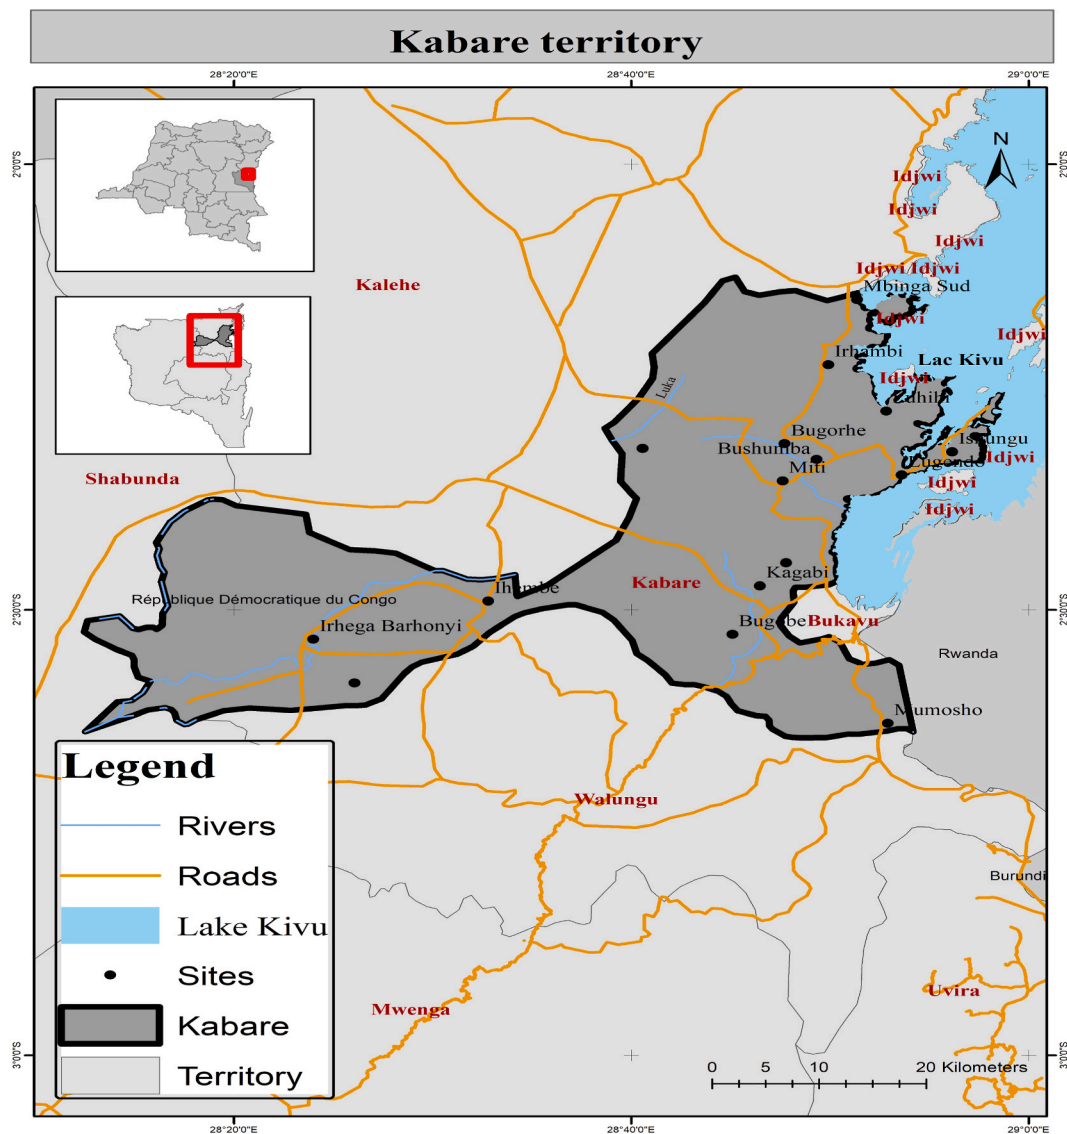 Kabare territory
28°20'0"E
28°40'0"E
29°0'0"E
N
2°0'0"S
2°0'0"S
Idjwi
Idjwi
Idjwi
Idjwi
Idjwi
Kalehe
Mbinga Sud
Idjwi
Idjwi
Irhambi
Lac Kivu
Idjwi
Luka
Luhihi
Bugorhe
Ishungu
Bushumba
Idjwi
Miti
Lugendo
Shabunda
Idjwi
Idjwi
Kagabi
Kabare
Ihembe
République Démocratique du Congo
2°30'0"S
2°30'0"S
Irhega Barhonyi
Bugobe
Bukavu
Rwanda
Mumosho
Legend
Rivers
Roads
Lake Kivu
Sites
Kabare
Territory
Walungu
Burundi
Uvira
Mwenga
3°0'0"S
3°0'0"S
0 5 10 20 Kilometers
28°20'0"E
28°40'0"E
29°0'0"E